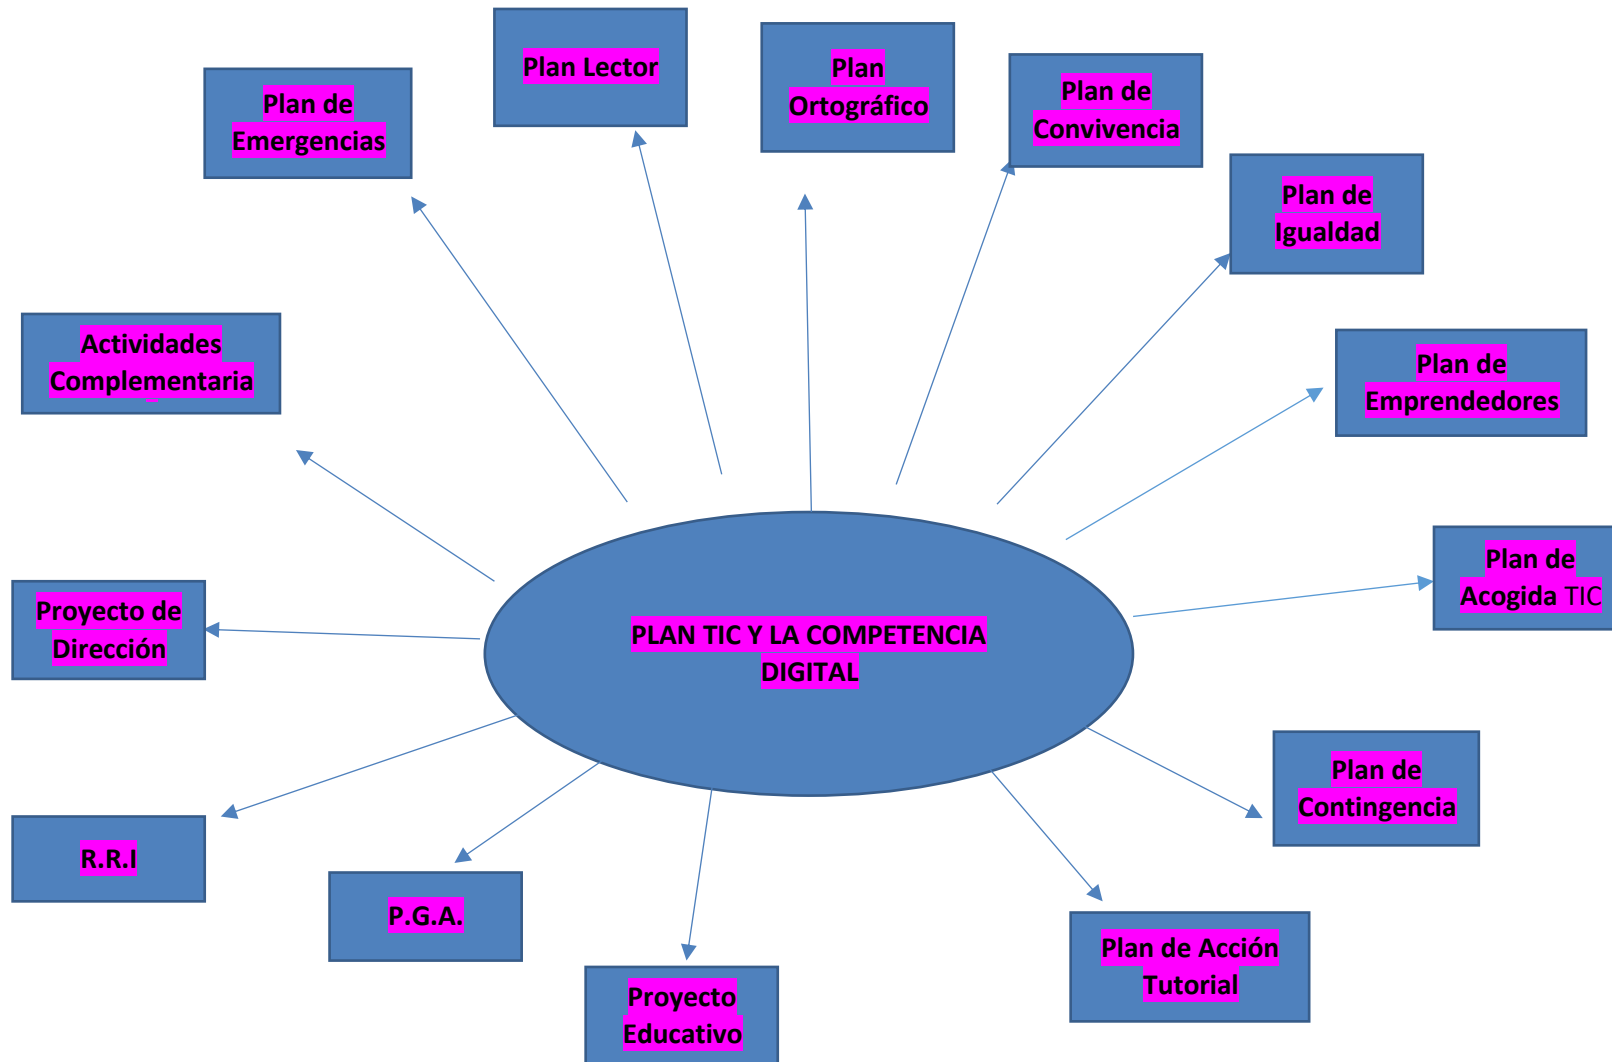 Plan Lector
Plan
Ortográfico
Plan de
Emergencias
Plan de
Convivencia
Plan de
Igualdad
Actividades
Complementaria
Plan de
Emprendedores
Plan de
Acogida TIC
Proyecto de
Dirección
PLAN TIC Y LA COMPETENCIA
DIGITAL
Plan de
Contingencia
R.R.I
P.G.A.
Plan de Acción
Tutorial
Proyecto
Educativo